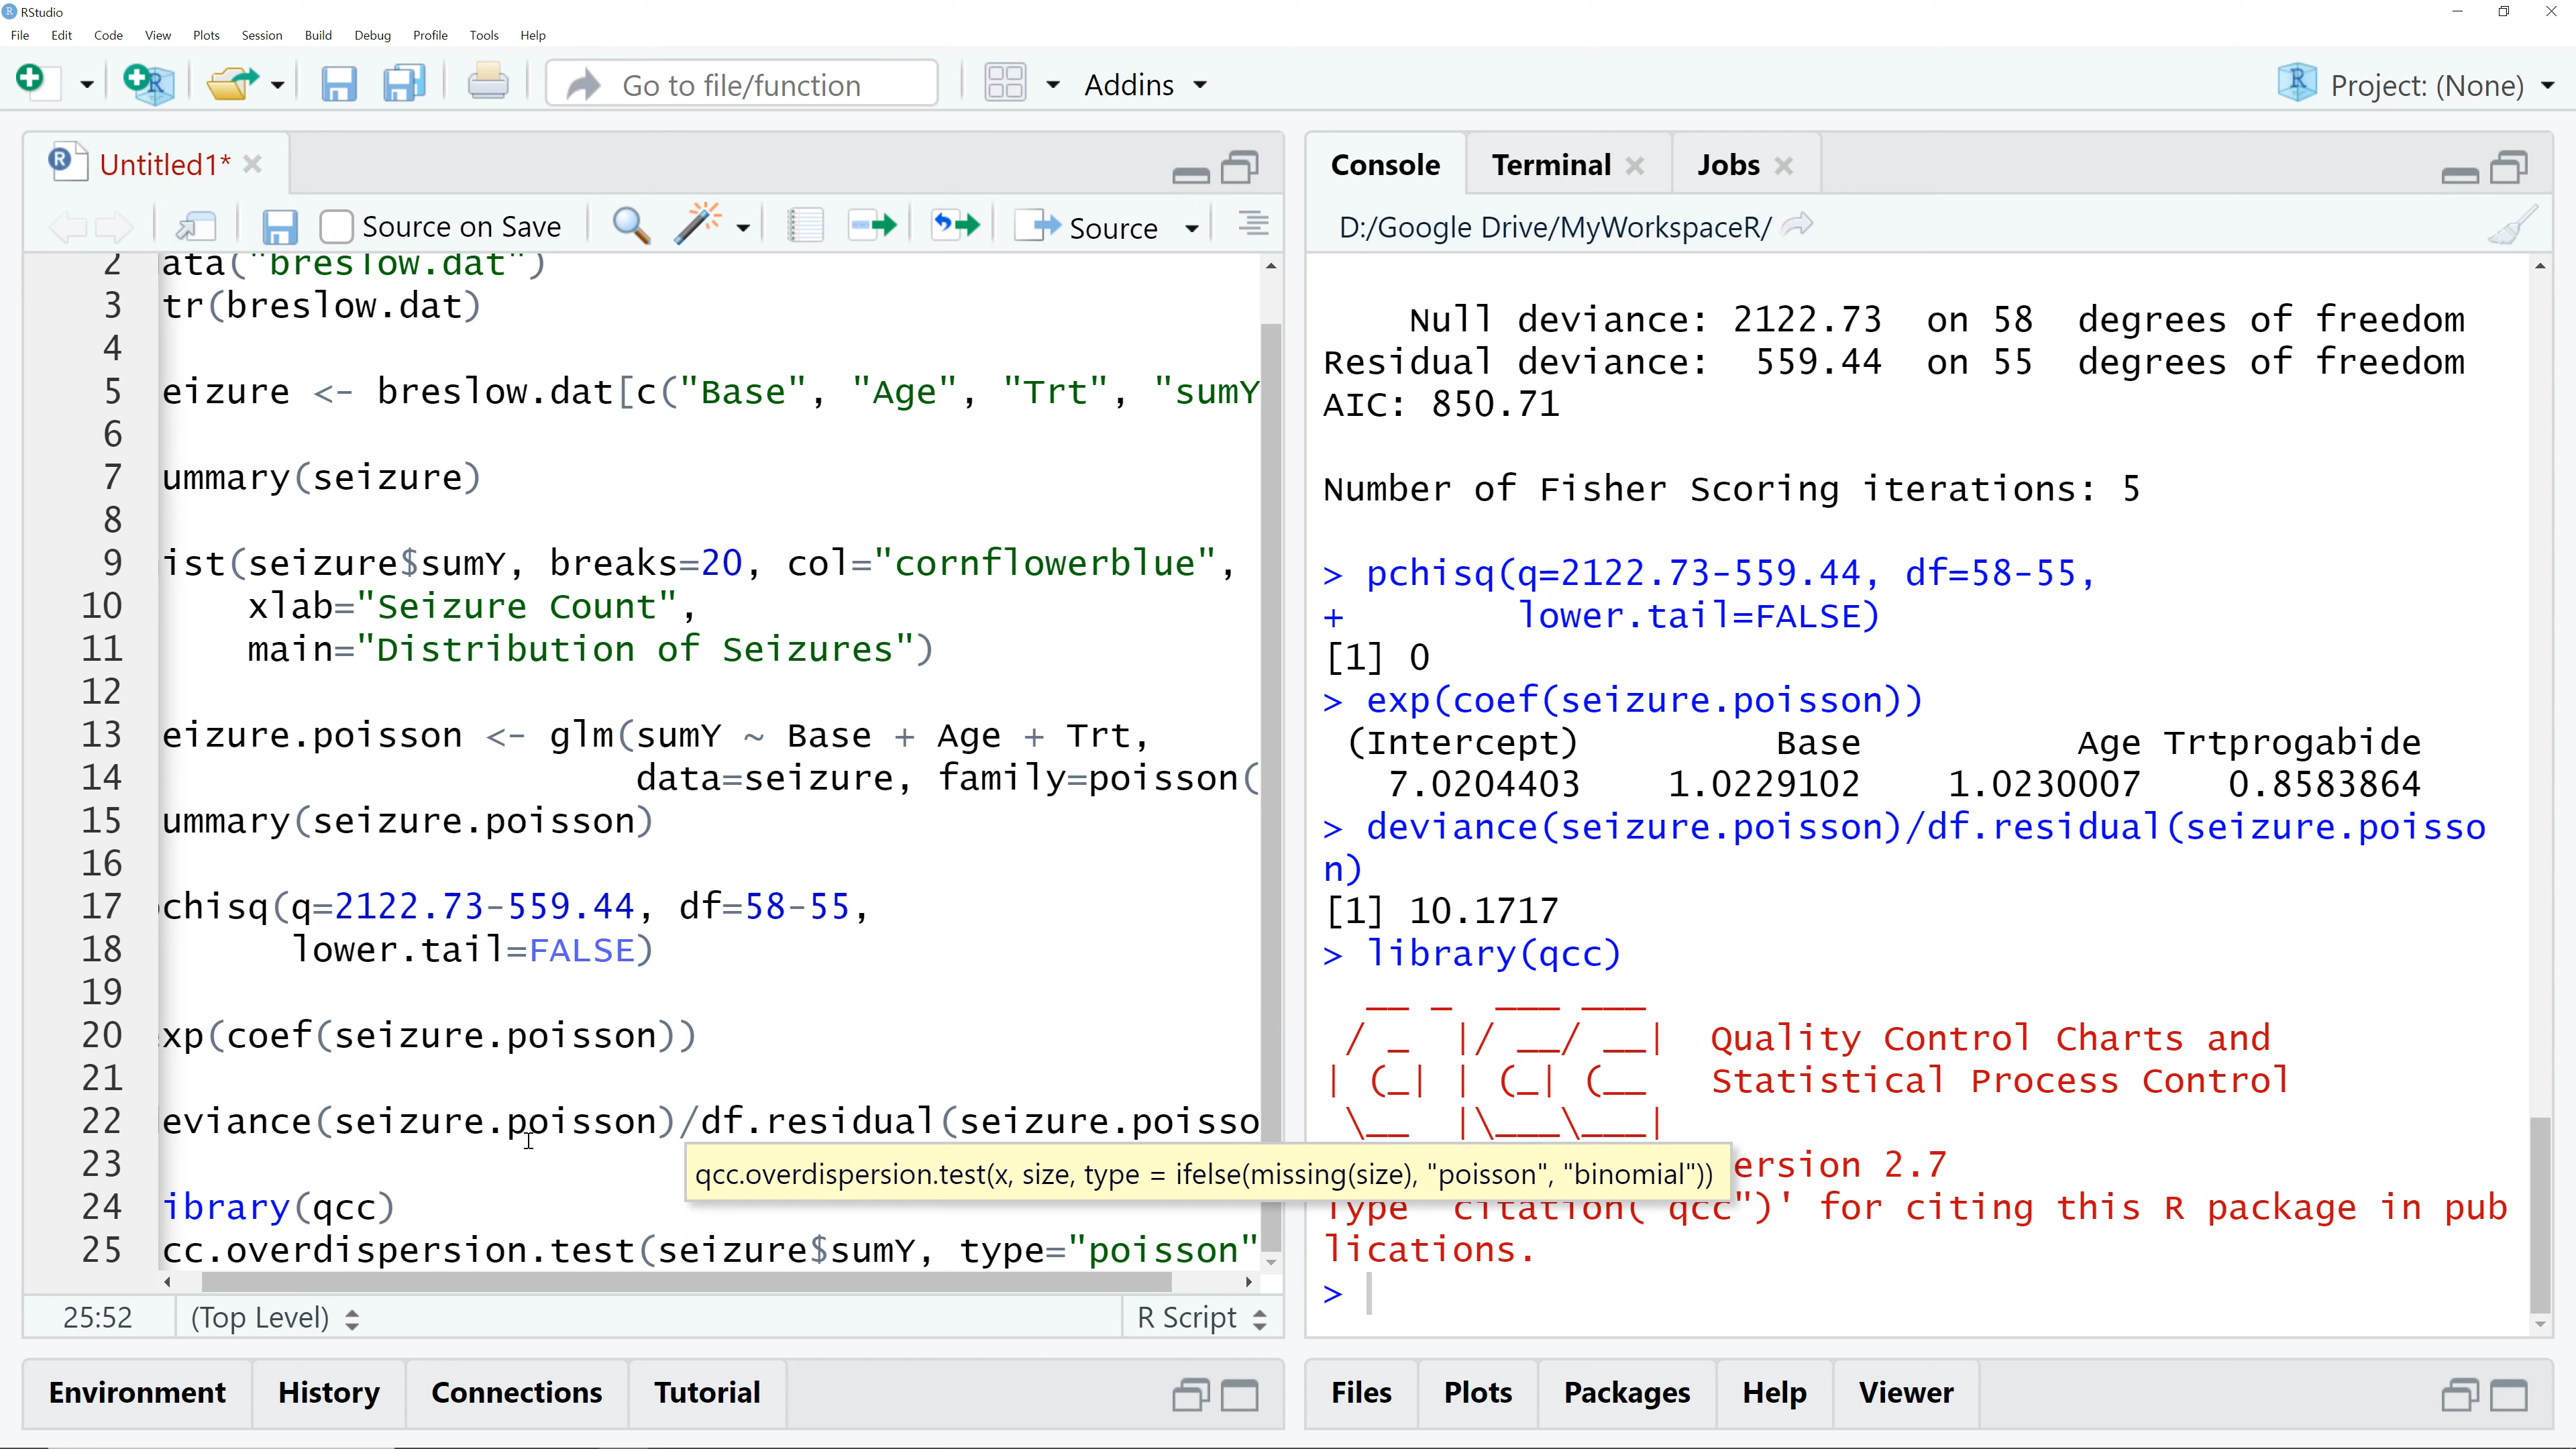 RStudio
File Edit Code View Plots Session Build Debug Profile Tools Help
Go to file/function Addins Project: (None)
Untitled1*
Source on Save Source
2 ata("breslow.dat")
3 tr(breslow.dat)
4
5 eizure <- breslow.dat[c("Base", "Age", "Trt", "sumY
6
7 ummary(seizure)
8
9 ist(seizure$sumY, breaks=20, col="cornflowerblue",
10 xlab="Seizure Count",
11 main="Distribution of Seizures")
12
13 eizure.poisson <- glm(sumY ~ Base + Age + Trt,
14 data=seizure, family=poisson(
15 ummary(seizure.poisson)
16
17 chisq(q=2122.73-559.44, df=58-55,
18 lower.tail=FALSE)
19
20 xp(coef(seizure.poisson))
21
22 eviance(seizure.poisson)/df.residual(seizure.poisso
23
24 ibrary(qcc)
25 cc.overdispersion.test(seizure$sumY, type="poisson"
qcc.overdispersion.test(x, size, type = ifelse(missing(size), "poisson", "binomial"))
25:52 (Top Level) R Script
Environment History Connections Tutorial
Console Terminal Jobs
D:/Google Drive/MyWorkspaceR/
Null deviance: 2122.73 on 58 degrees of freedom
Residual deviance: 559.44 on 55 degrees of freedom
AIC: 850.71
Number of Fisher Scoring iterations: 5
> pchisq(q=2122.73-559.44, df=58-55,
+ lower.tail=FALSE)
[1] 0
> exp(coef(seizure.poisson))
(Intercept) Base Age Trtprogabide
7.0204403 1.0229102 1.0230007 0.8583864
> deviance(seizure.poisson)/df.residual(seizure.poisso
n)
[1] 10.1717
> library(qcc)
Quality Control Charts and
Statistical Process Control
ersion 2.7
Type citation("qcc")' for citing this R package in pub
lications.
>
Files Plots Packages Help Viewer